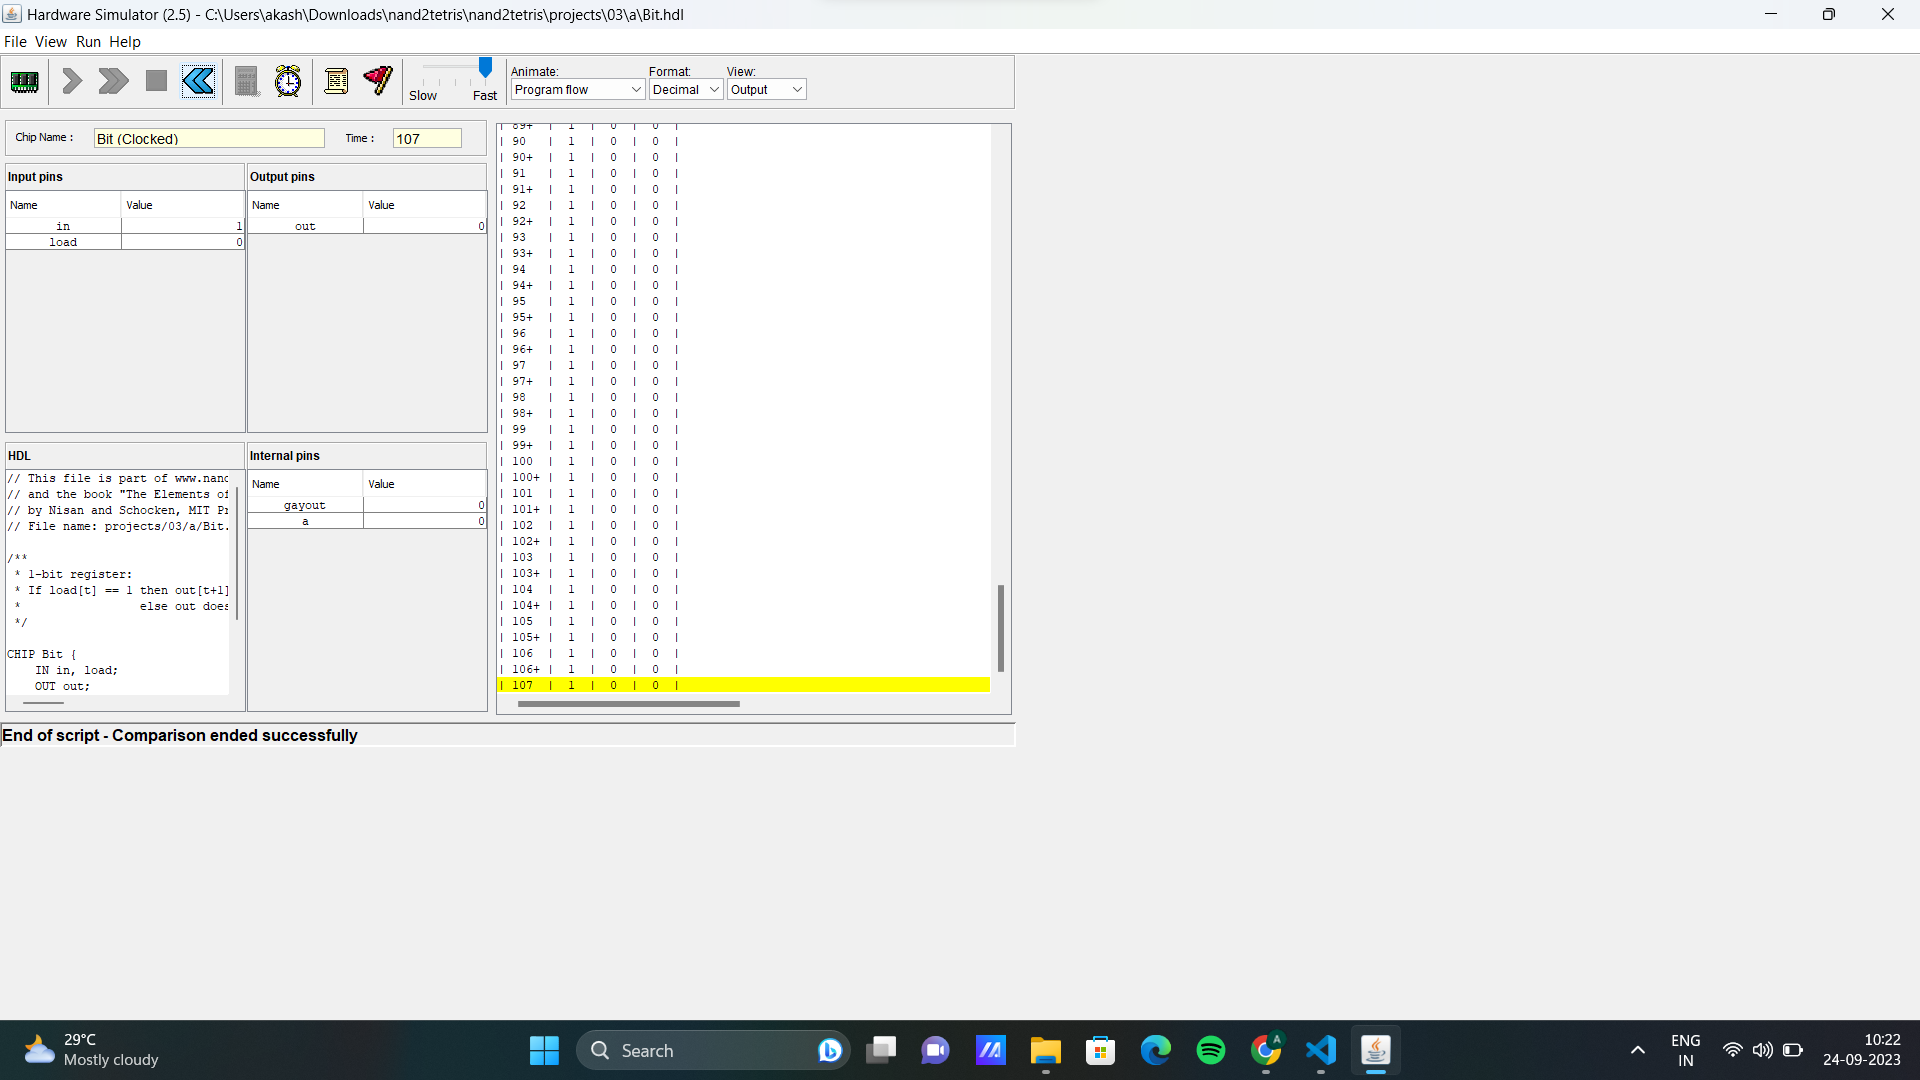 Hardware Simulator (2.5) - C:\Users\akash\Downloads\nand2tetris\nand2tetris\projects\03\a\Bit.hdl
File View Run Help
Slow Fast
Animate: Format: View:
Program flow Decimal Output
Chip Name : Bit (Clocked) Time : 107
Input pins
Name Value
in 1
load 0
Output pins
Name Value
out 0
HDL
// This file is part of www.nand
// and the book "The Elements of
// by Nisan and Schocken, MIT Pr
// File name: projects/03/a/Bit.
/**
* 1-bit register:
* If load[t] == 1 then out[t+1]
* else out does
*/
CHIP Bit {
IN in, load;
OUT out;
Internal pins
Name Value
gayout 0
a 0
| 89+ | 1 | 0 | 0 |
| 90 | 1 | 0 | 0 |
| 90+ | 1 | 0 | 0 |
| 91 | 1 | 0 | 0 |
| 91+ | 1 | 0 | 0 |
| 92 | 1 | 0 | 0 |
| 92+ | 1 | 0 | 0 |
| 93 | 1 | 0 | 0 |
| 93+ | 1 | 0 | 0 |
| 94 | 1 | 0 | 0 |
| 94+ | 1 | 0 | 0 |
| 95 | 1 | 0 | 0 |
| 95+ | 1 | 0 | 0 |
| 96 | 1 | 0 | 0 |
| 96+ | 1 | 0 | 0 |
| 97 | 1 | 0 | 0 |
| 97+ | 1 | 0 | 0 |
| 98 | 1 | 0 | 0 |
| 98+ | 1 | 0 | 0 |
| 99 | 1 | 0 | 0 |
| 99+ | 1 | 0 | 0 |
| 100 | 1 | 0 | 0 |
| 100+ | 1 | 0 | 0 |
| 101 | 1 | 0 | 0 |
| 101+ | 1 | 0 | 0 |
| 102 | 1 | 0 | 0 |
| 102+ | 1 | 0 | 0 |
| 103 | 1 | 0 | 0 |
| 103+ | 1 | 0 | 0 |
| 104 | 1 | 0 | 0 |
| 104+ | 1 | 0 | 0 |
| 105 | 1 | 0 | 0 |
| 105+ | 1 | 0 | 0 |
| 106 | 1 | 0 | 0 |
| 106+ | 1 | 0 | 0 |
| 107 | 1 | 0 | 0 |
End of script - Comparison ended successfully
29°C
Mostly cloudy
Search
A
ENG
IN
10:22
24-09-2023